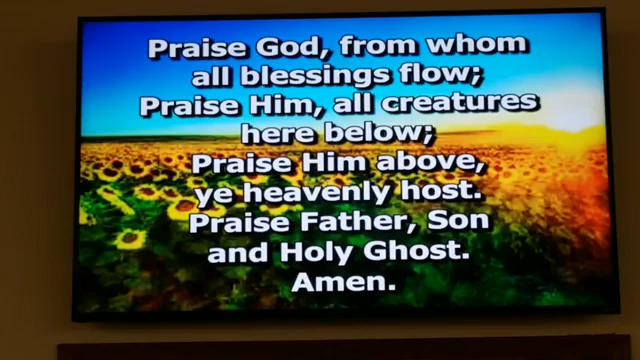 Praise God, from whom
all blessings flow;
Praise Him, all creatures
here below;
Praise Him above,
ye heavenly host.
Praise Father, Son
and Holy Ghost.
Amen.